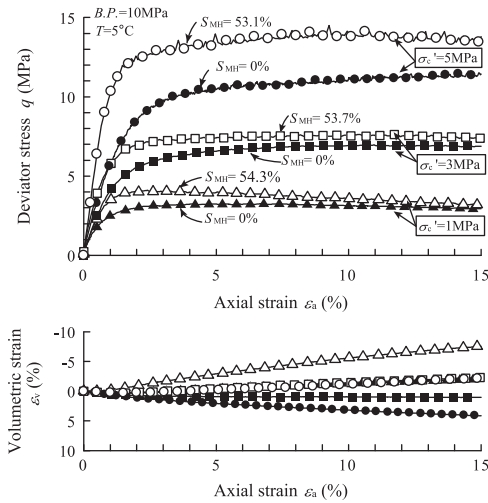 B.P.=10MPa
T=5°C
S_MH= 53.1%
S_MH= 0%
σc'=5MPa
S_MH= 53.7%
S_MH= 0%
σc'=3MPa
S_MH= 54.3%
S_MH= 0%
σc'=1MPa
Deviator stress q (MPa)
15
10
5
0
0 5 10 15
Axial strain εa (%)
Volumetric strain
εv (%)
-10
-5
0
5
10
0 5 10 15
Axial strain εa (%)